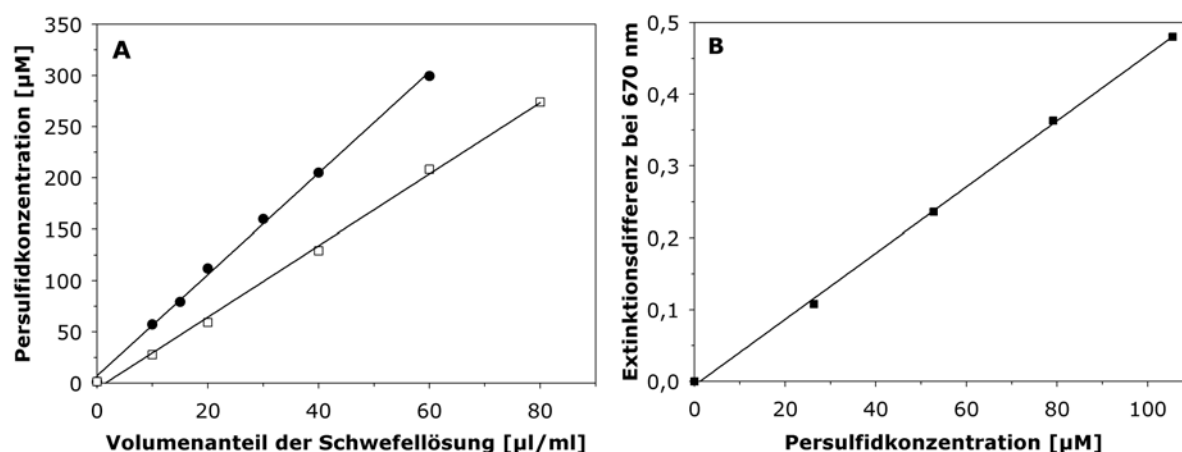 A
Persulfidkonzentration [µM]
350
300
250
200
150
100
50
0
0 20 40 60 80
Volumenanteil der Schwefellösung [µl/ml]
B
Extinktionsdifferenz bei 670 nm
0,5
0,4
0,3
0,2
0,1
0,0
0 20 40 60 80 100
Persulfidkonzentration [µM]